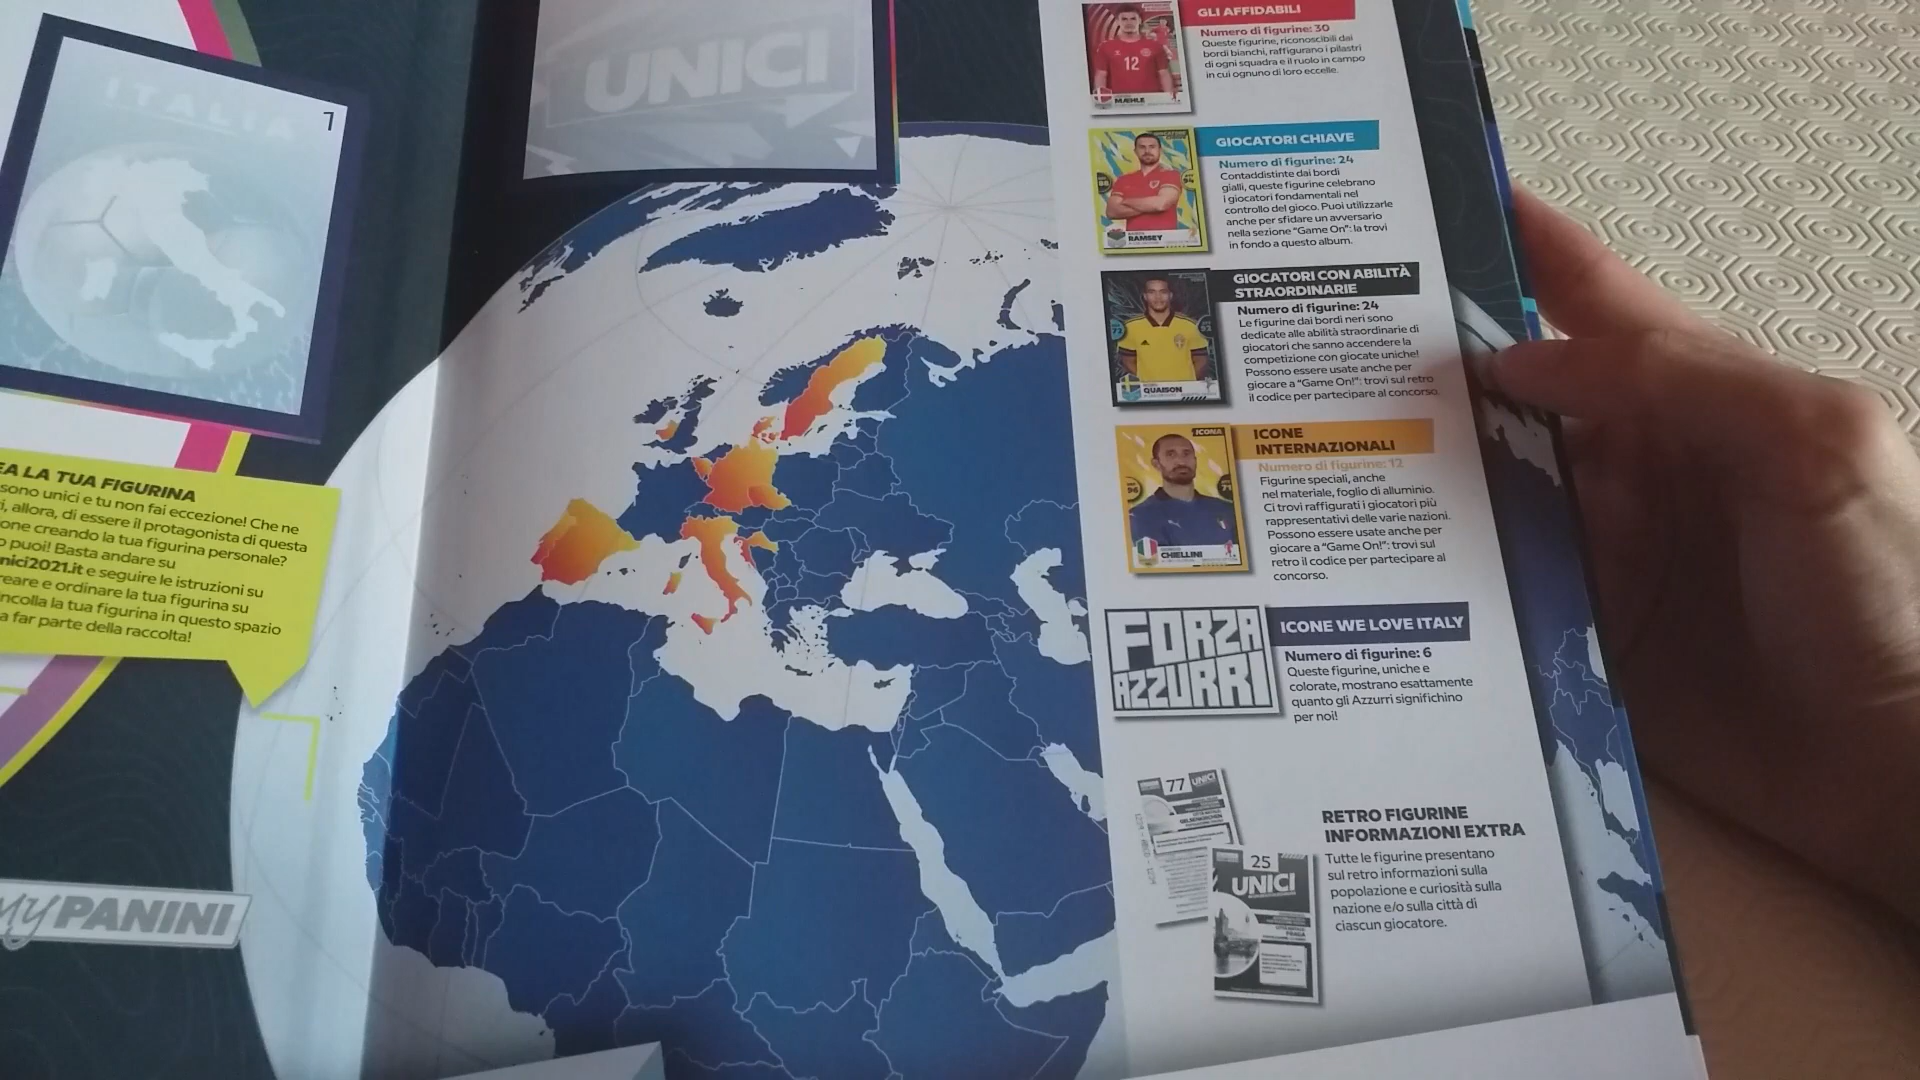 ITALIA
1
EA LA TUA FIGURINA
sono unici e tu non fai eccezione! Che ne
i, allora, di essere il protagonista di questa
one creando la tua figurina personale?
o puoi! Basta andare su
nici2021.it e seguire le istruzioni su
reare e ordinare la tua figurina su
incolla la tua figurina in questo spazio
a far parte della raccolta!
MYPANINI
UNICI
GLI AFFIDABILI
Numero di figurine: 30
Queste figurine, riconoscibili dai
bordi bianchi, raffigurano i pilastri
di ogni squadra e il ruolo in campo
in cui ognuno di loro eccelle.
12
MÆHLE
GIOCATORI CHIAVE
Numero di figurine: 24
Contaddistinte dai bordi
gialli, queste figurine celebrano
i giocatori fondamentali nel
controllo del gioco. Puoi utilizzarle
anche per sfidare un avversario
nella sezione "Game On": la trovi
in fondo a questo album.
RAMSEY
GIOCATORI CON ABILITÀ
STRAORDINARIE
Numero di figurine: 24
Le figurine dai bordi neri sono
dedicate alle abilità straordinarie di
giocatori che sanno accendere la
competizione con giocate uniche!
Possono essere usate anche per
giocare a "Game On!": trovi sul retro
il codice per partecipare al concorso.
QUAISON
ICONE
INTERNAZIONALI
Numero di figurine: 12
Figurine speciali, anche
nel materiale, foglio di alluminio.
Ci trovi raffigurati i giocatori più
rappresentativi delle varie nazioni.
Possono essere usate anche per
giocare a "Game On!": trovi sul
retro il codice per partecipare al
concorso.
ICONA
96
71
CHIELLINI
FORZA
AZZURRI
ICONE WE LOVE ITALY
Numero di figurine: 6
Queste figurine, uniche e
colorate, mostrano esattamente
quanto gli Azzurri significhino
per noi!
77 UNICI
GELSENKIRCHEN
25
UNICI
PRAGA
RETRO FIGURINE
INFORMAZIONI EXTRA
Tutte le figurine presentano
sul retro informazioni sulla
popolazione e curiosità sulla
nazione e/o sulla città di
ciascun giocatore.